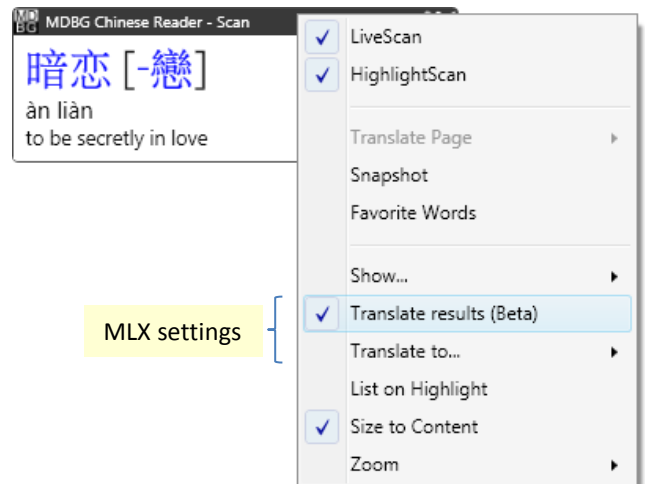 MDBG Chinese Reader - Scan
暗恋 [-戀]
àn liàn
to be secretly in love
LiveScan
HighlightScan
Translate Page
Snapshot
Favorite Words
Show...
Translate results (Beta)
Translate to...
List on Highlight
Size to Content
Zoom
MLX settings